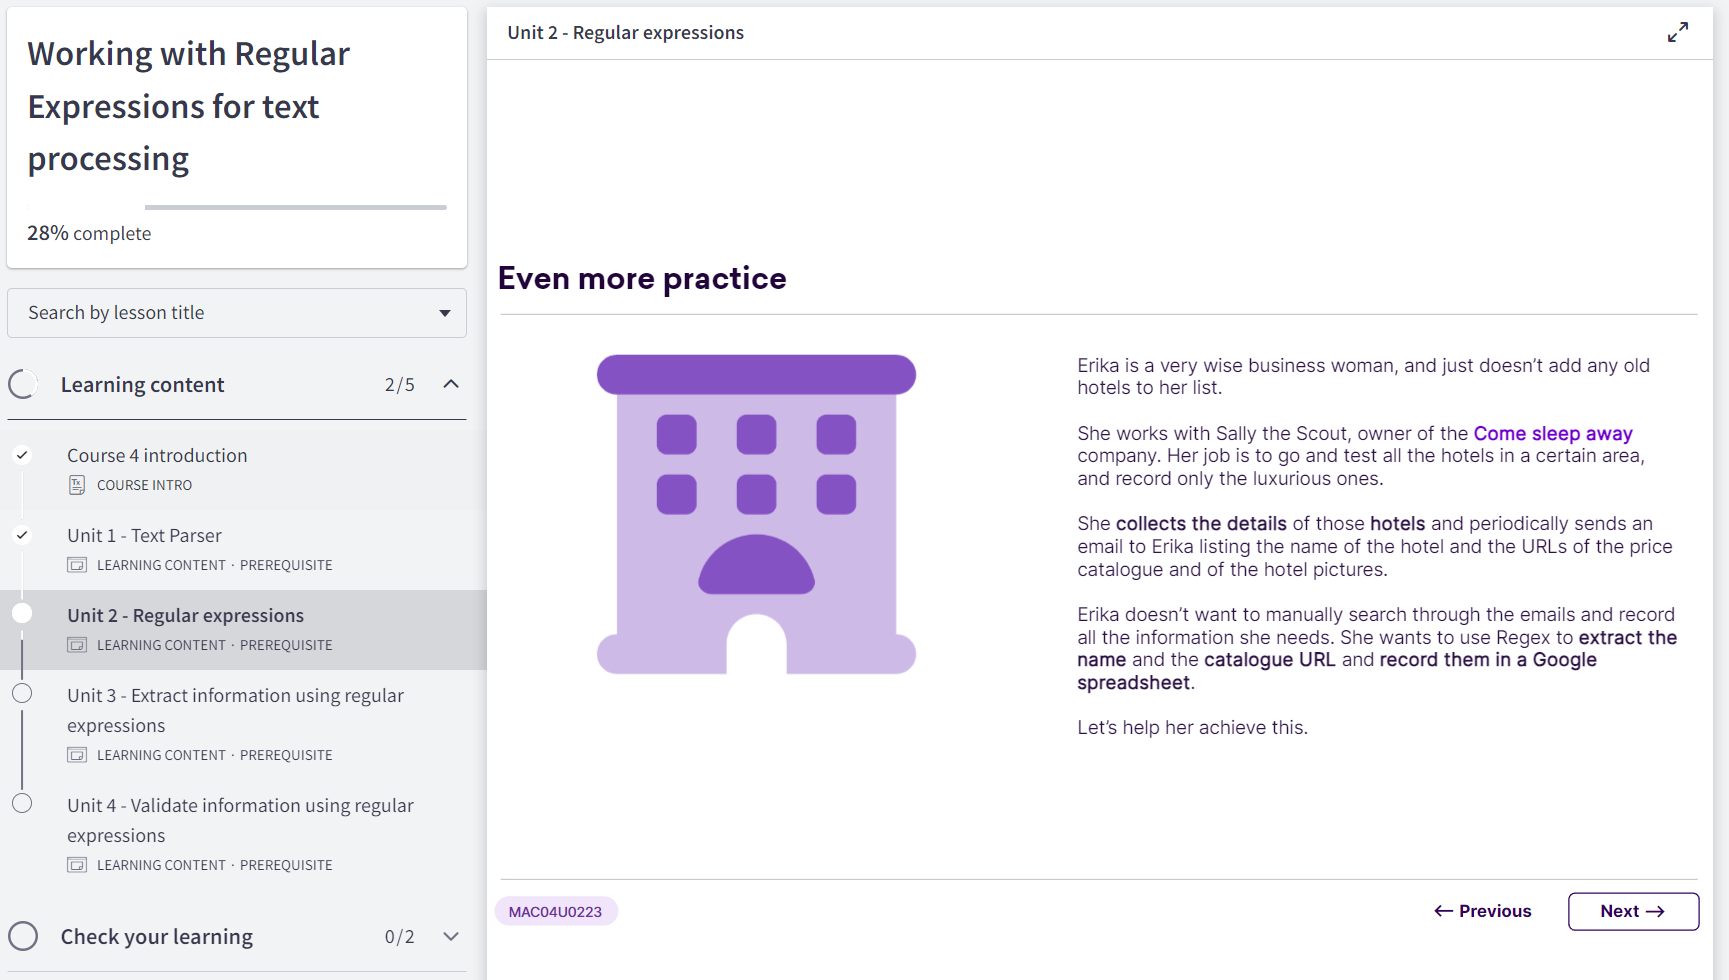 Working with Regular
Expressions for text
processing
28% complete
Search by lesson title
Learning content 2/5
Course 4 introduction
Tx COURSE INTRO
Unit 1 - Text Parser
LEARNING CONTENT · PREREQUISITE
Unit 2 - Regular expressions
LEARNING CONTENT · PREREQUISITE
Unit 3 - Extract information using regular
expressions
LEARNING CONTENT · PREREQUISITE
Unit 4 - Validate information using regular
expressions
LEARNING CONTENT · PREREQUISITE
Check your learning 0/2
Unit 2 - Regular expressions
Even more practice
Erika is a very wise business woman, and just doesn’t add any old
hotels to her list.
She works with Sally the Scout, owner of the Come sleep away
company. Her job is to go and test all the hotels in a certain area,
and record only the luxurious ones.
She collects the details of those hotels and periodically sends an
email to Erika listing the name of the hotel and the URLs of the price
catalogue and of the hotel pictures.
Erika doesn’t want to manually search through the emails and record
all the information she needs. She wants to use Regex to extract the
name and the catalogue URL and record them in a Google
spreadsheet.
Let’s help her achieve this.
MAC04U0223
← Previous
Next →